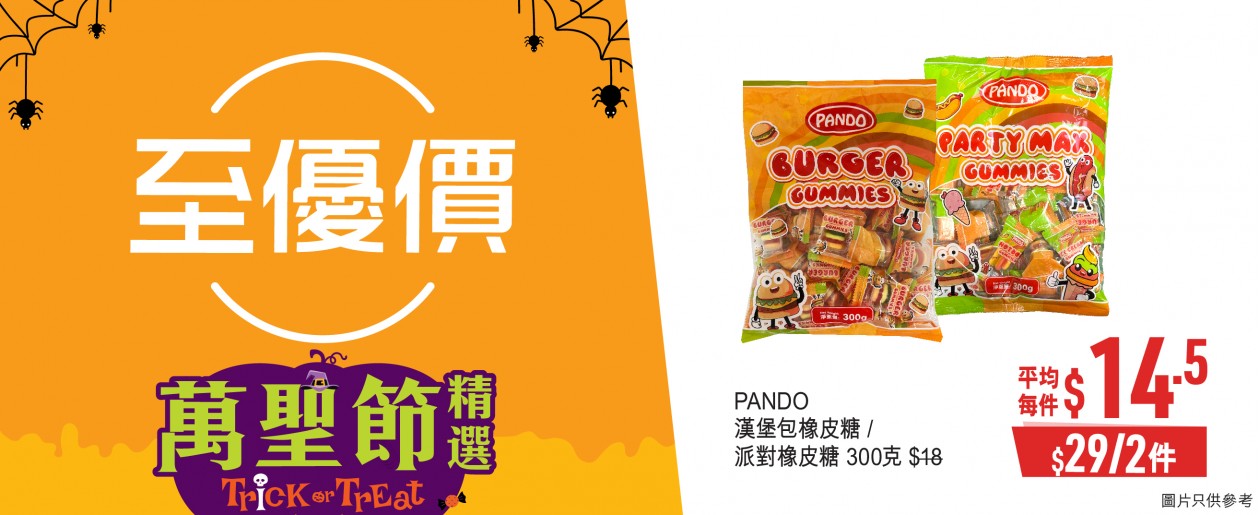 至優價
萬聖節精選
Trick or Treat
PANDO
BURGER
GUMMIES
300g
PANDO
PARTY MAX
GUMMIES
300g
PANDO
漢堡包橡皮糖 /
派對橡皮糖 300克 $18
平均每件 $14.5
$29/2件
圖片只供參考